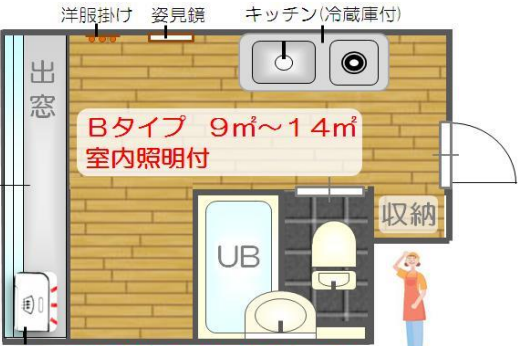 洋服掛け 姿見鏡 キッチン(冷蔵庫付)
出窓
Bタイプ 9㎡～14㎡
室内照明付
収納
UB